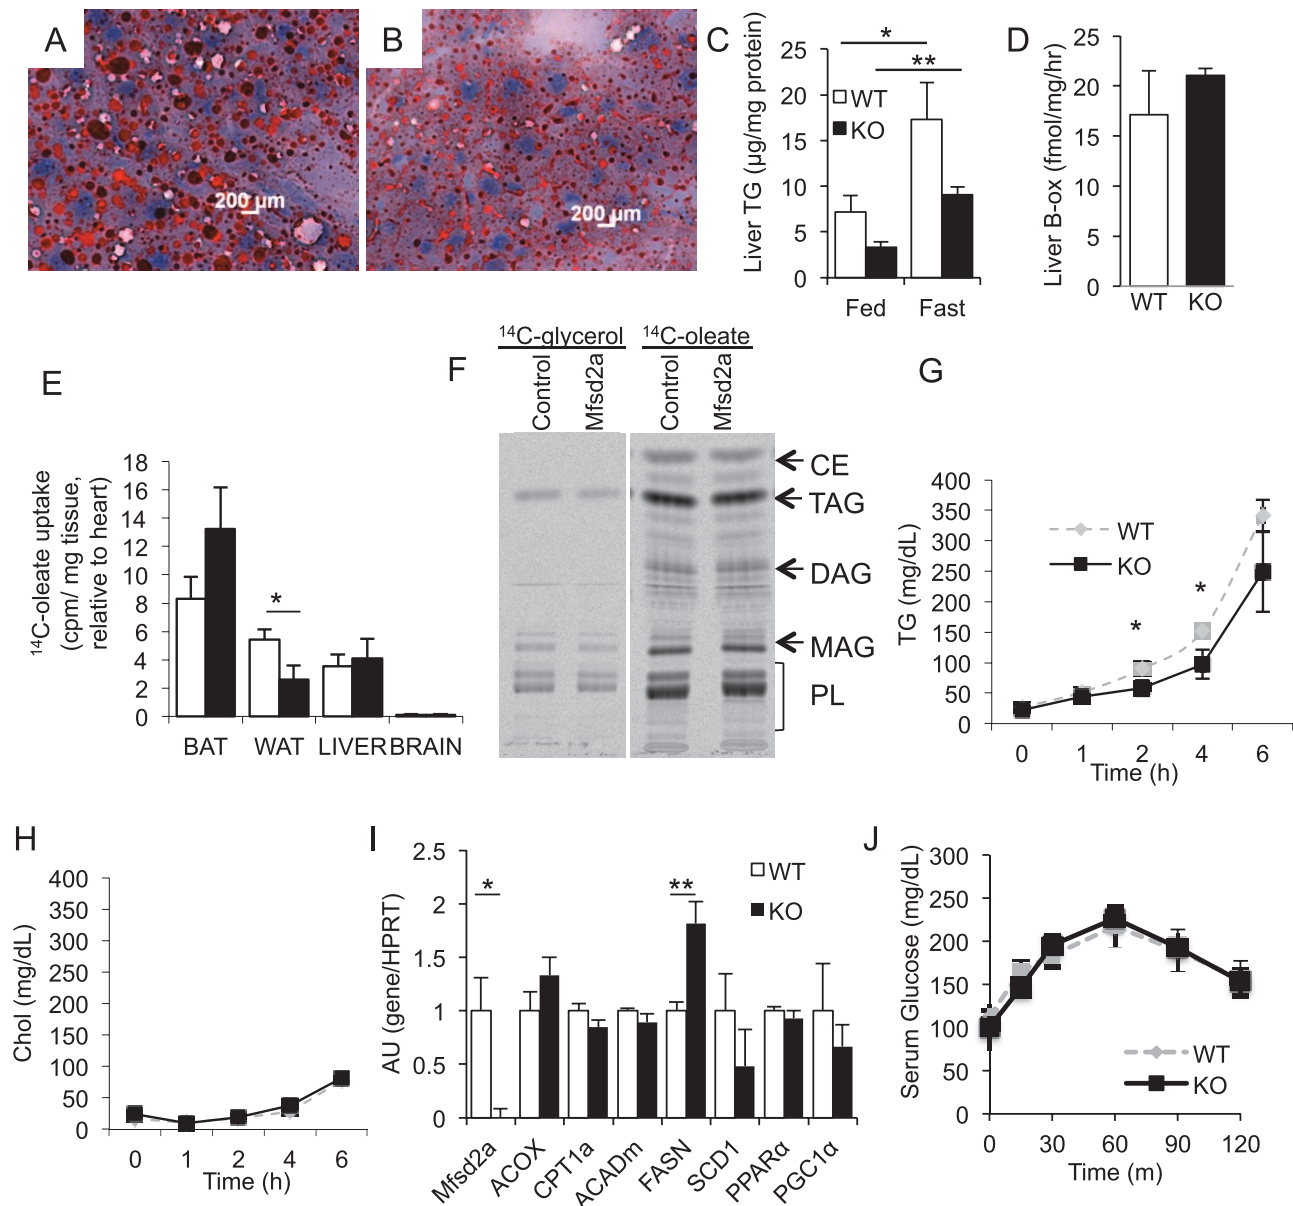 A
B
200 µm
200 µm
C
Liver TG (µg/mg protein)
25
20
15
10
5
0
*
**
WT
KO
Fed
Fast
D
Liver B-ox (fmol/mg/hr)
25
20
15
10
5
0
WT
KO
E
14C-oleate uptake
(cpm/ mg tissue,
relative to heart)
18
16
14
12
10
8
6
4
2
0
*
BAT
WAT
LIVER
BRAIN
F
14C-glycerol
14C-oleate
Control
Mfsd2a
Control
Mfsd2a
CE
TAG
DAG
MAG
PL
G
TG (mg/dL)
400
350
300
250
200
150
100
50
0
WT
KO
*
*
0 1 2 4 6
Time (h)
H
Chol (mg/dL)
400
350
300
250
200
150
100
50
0
0 1 2 4 6
Time (h)
I
AU (gene/HPRT)
2.5
2
1.5
1
0.5
0
*
**
WT
KO
Mfsd2a
ACOX
CPT1a
ACADm
FASN
SCD1
PPARα
PGC1α
J
Serum Glucose (mg/dL)
300
250
200
150
100
50
0
WT
KO
0 30 60 90 120
Time (m)